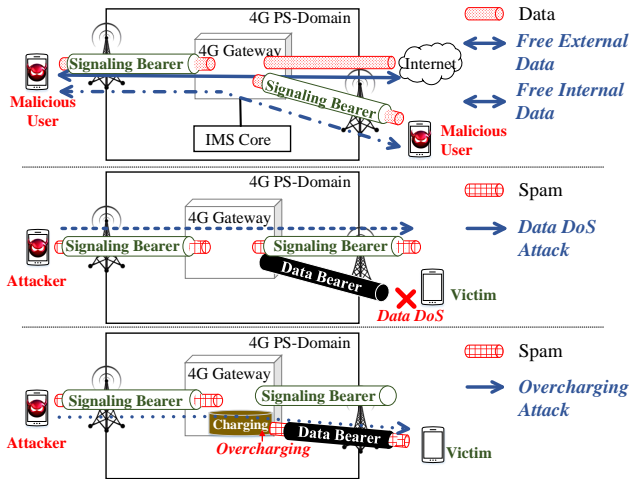 4G PS-Domain
4G Gateway
Signaling Bearer
Internet
Signaling Bearer
Malicious
User
IMS Core
Malicious
User
Data
Free External
Data
Free Internal
Data
4G PS-Domain
4G Gateway
Signaling Bearer
Signaling Bearer
Data Bearer
Attacker
Victim
Data DoS
Spam
Data DoS
Attack
4G PS-Domain
4G Gateway
Signaling Bearer
Signaling Bearer
Charging
Data Bearer
Attacker
Overcharging
Victim
Spam
Overcharging
Attack